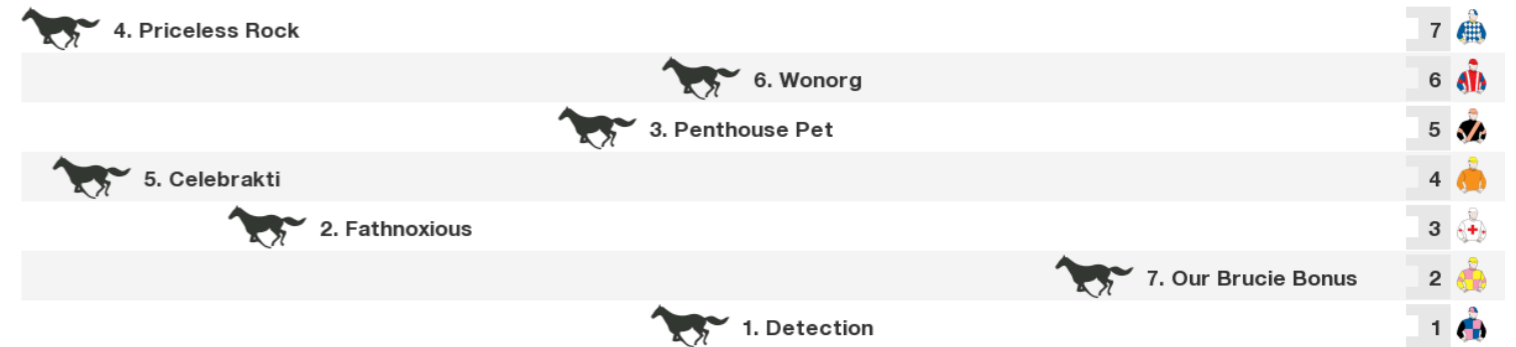 4. Priceless Rock 7
6. Wonorg 6
3. Penthouse Pet 5
5. Celebrakti 4
2. Fathnoxious 3
7. Our Brucie Bonus 2
1. Detection 1